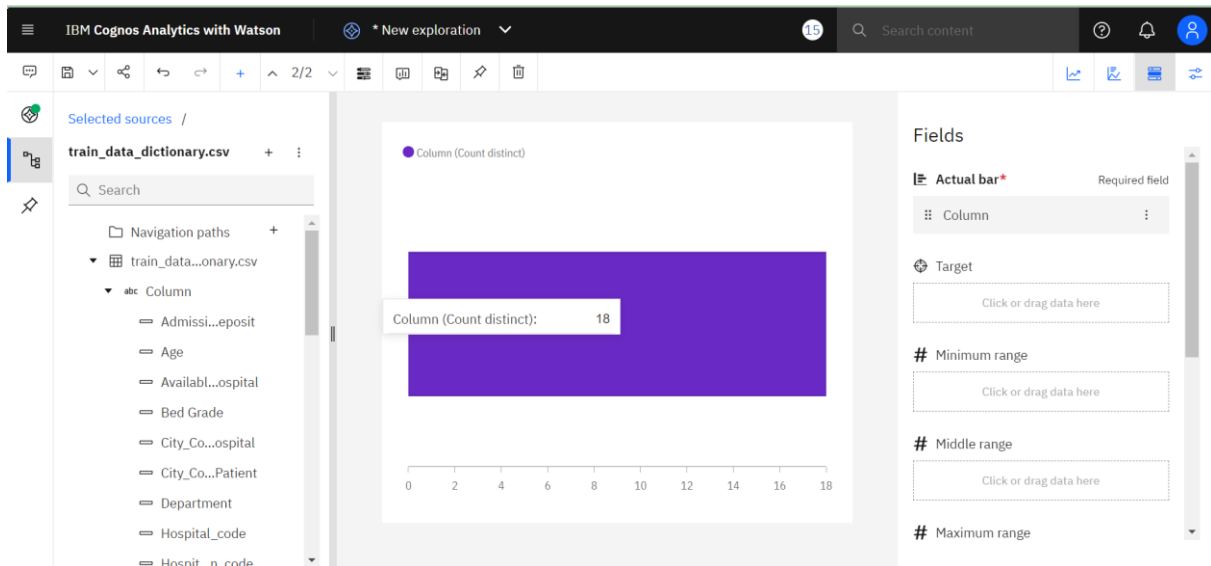 IBM Cognos Analytics with Watson
* New exploration
15
Search content
2/2
Selected sources /
train_data_dictionary.csv
Search
Navigation paths
train_data...onary.csv
abc Column
Admissi...eposit
Age
Availabl...ospital
Bed Grade
City_Co...ospital
City_Co...Patient
Department
Hospital_code
Hospit...n_code
Column (Count distinct)
Column (Count distinct): 18
0 2 4 6 8 10 12 14 16 18
Fields
Actual bar* Required field
Column
Target
Click or drag data here
# Minimum range
Click or drag data here
# Middle range
Click or drag data here
# Maximum range